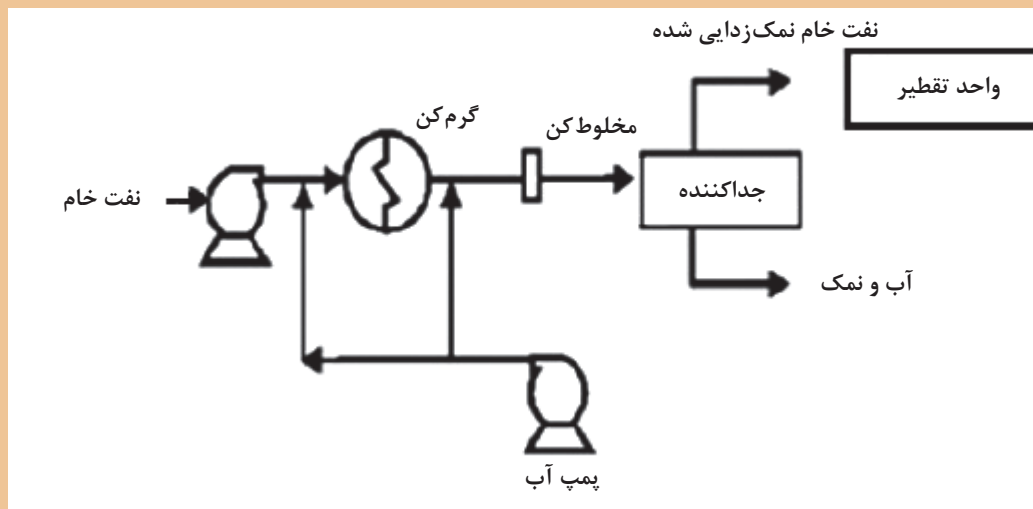 نفت خام نمک‌زدایی شده
واحد تقطیر
گرم‌کن
مخلوط‌کن
جداکننده
نفت خام
آب و نمک
پمپ آب